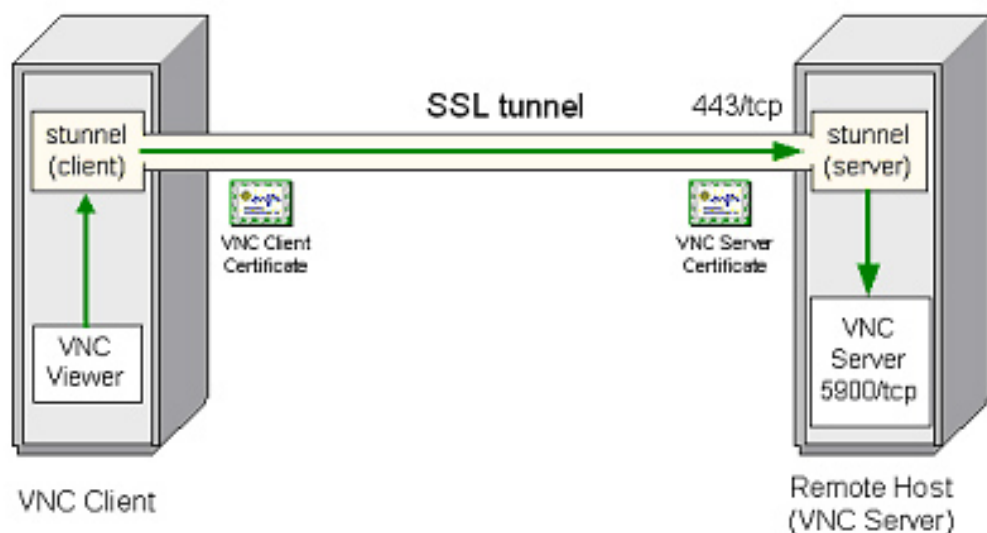 SSL tunnel
443/tcp
stunnel
(client)
stunnel
(server)
VNC Client
Certificate
VNC Server
Certificate
VNC
Viewer
VNC
Server
5900/tcp
VNC Client
Remote Host
(VNC Server)